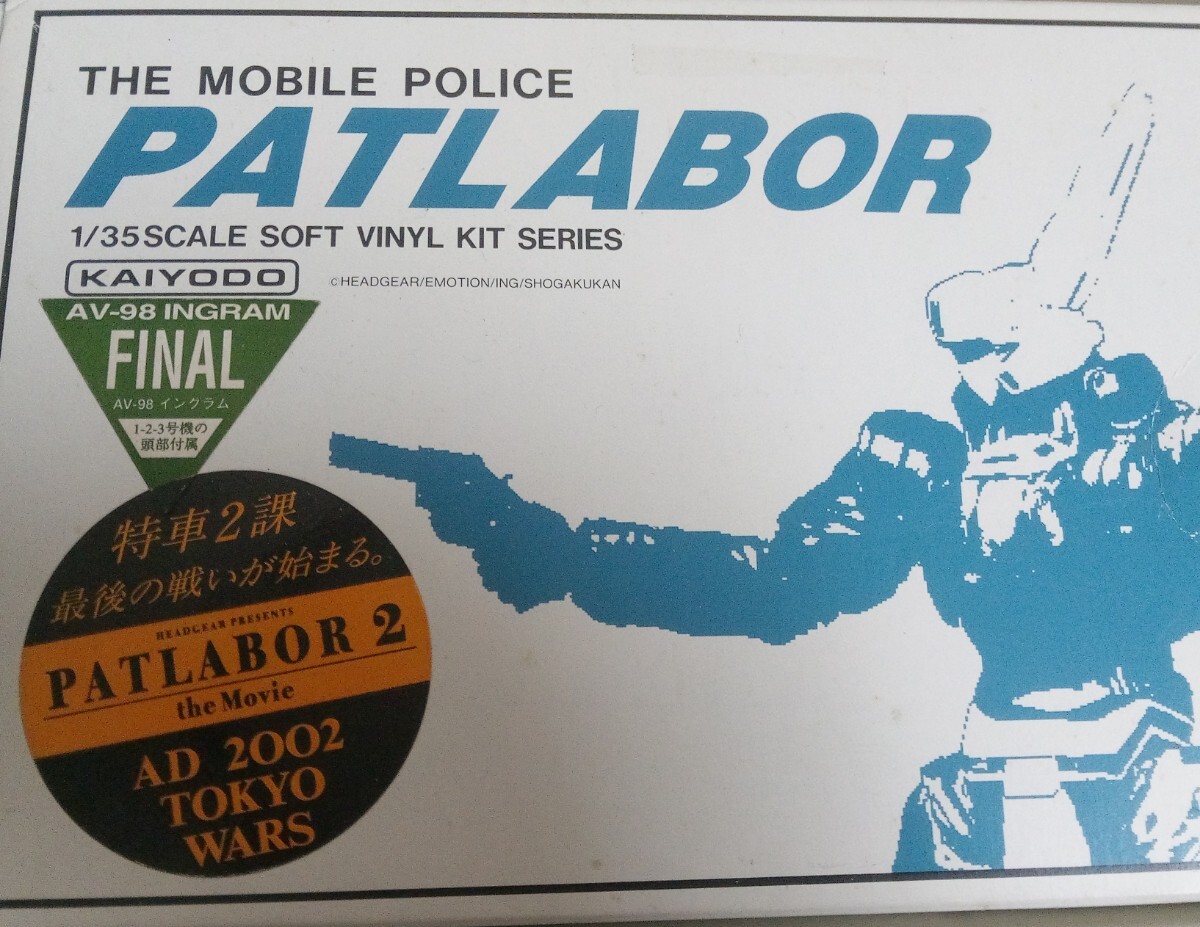 THE MOBILE POLICE
PATLABOR
1/35 SCALE SOFT VINYL KIT SERIES
KAIYODO
©HEADGEAR/EMOTION/ING/SHOGAKUKAN
AV-98 INGRAM
FINAL
AV-98 イングラム
1-2-3号機の
頭部付属
特車2課
最後の戦いが始まる。
HEADGEAR PRESENTS
PATLABOR 2
the Movie
AD 2002
TOKYO
WARS